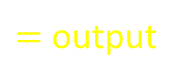 = output